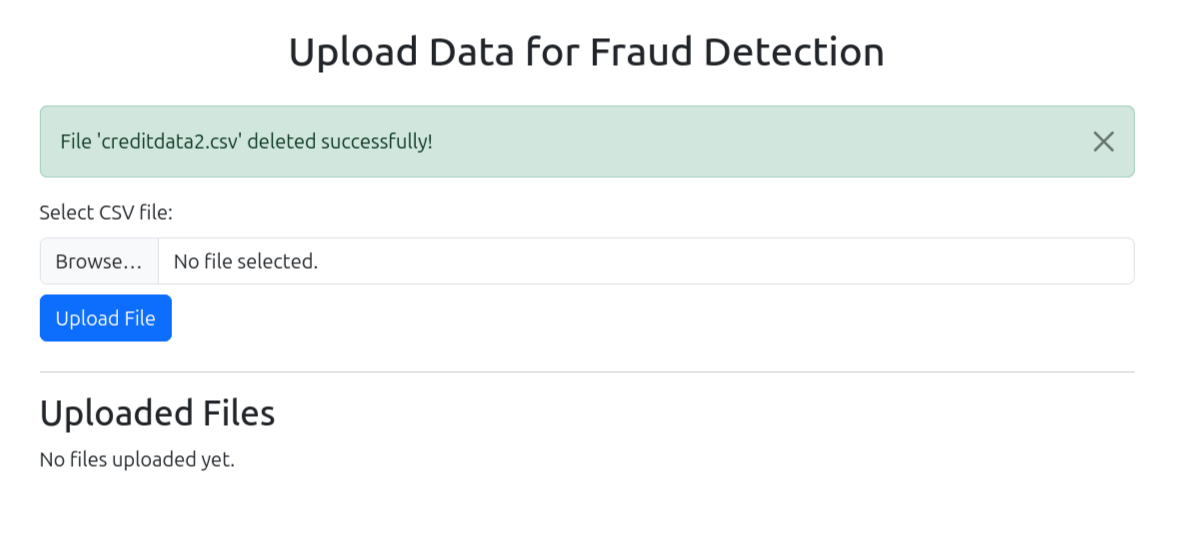 Upload Data for Fraud Detection
File 'creditdata2.csv' deleted successfully!
Select CSV file:
Browse... No file selected.
Upload File
Uploaded Files
No files uploaded yet.